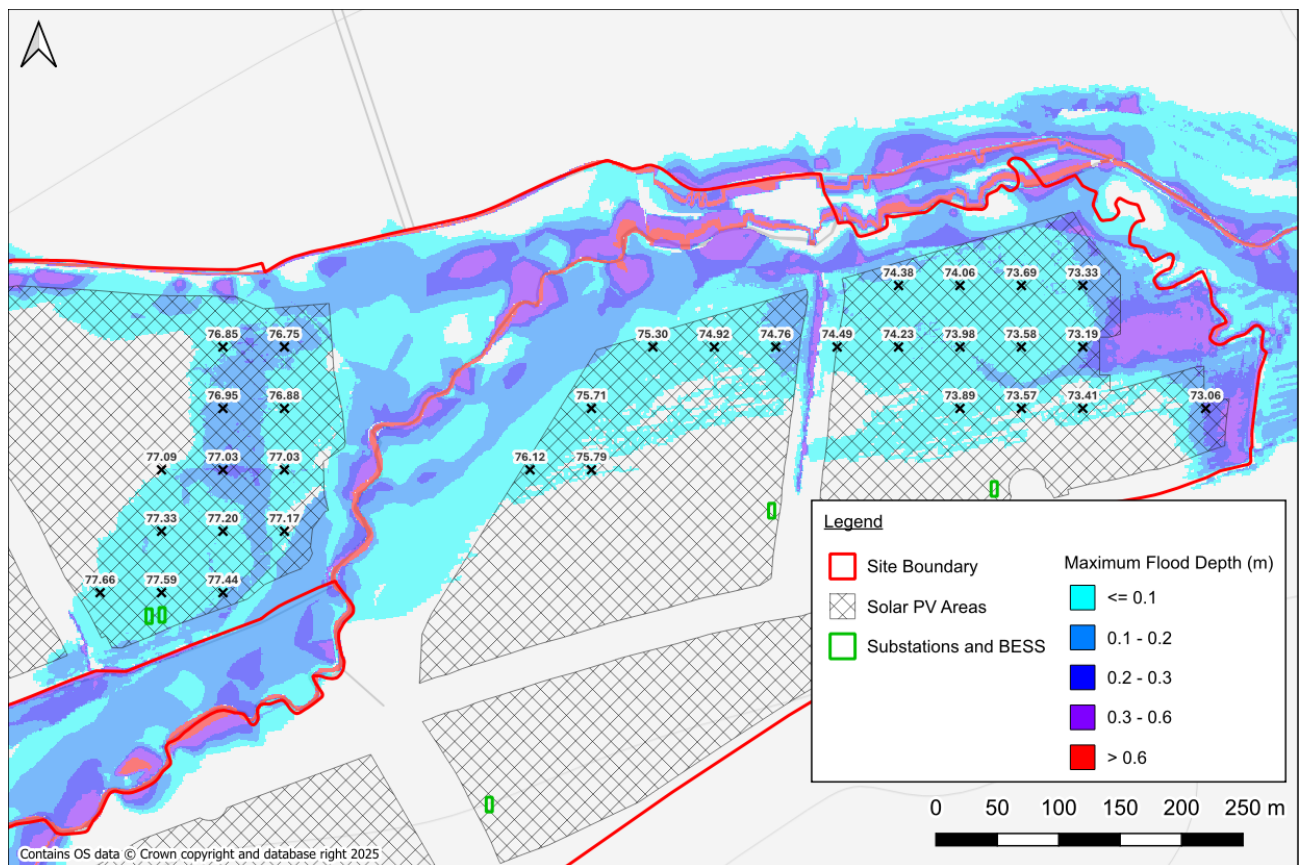 74.38 74.06 73.69 73.33
76.85 76.75 75.30 74.92 74.76 74.49 74.23 73.98 73.58 73.19
76.95 76.88 75.71 73.89 73.57 73.41 73.06
77.09 77.03 77.03 76.12 75.79
77.33 77.20 77.17
77.66 77.59 77.44
Legend
Site Boundary
Solar PV Areas
Substations and BESS
Maximum Flood Depth (m)
<= 0.1
0.1 - 0.2
0.2 - 0.3
0.3 - 0.6
> 0.6
0 50 100 150 200 250 m
Contains OS data © Crown copyright and database right 2025